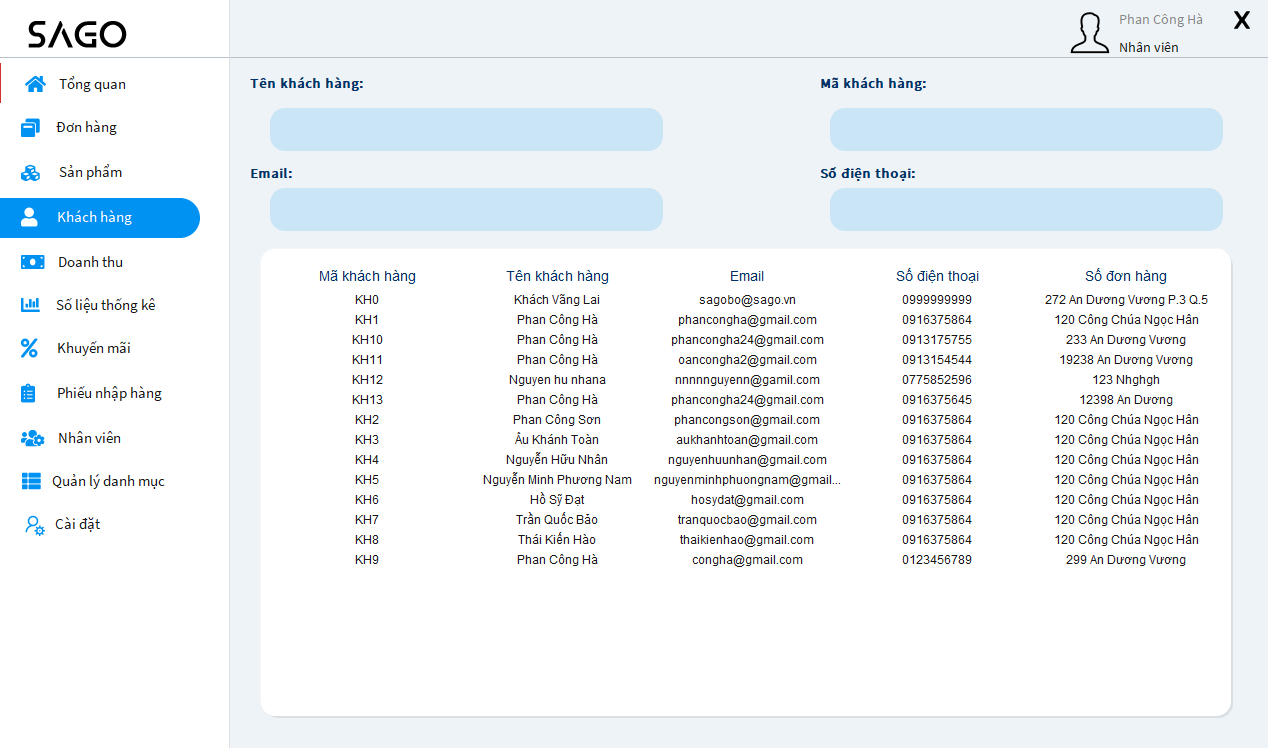 SAGO
Phan Công Hà
X
Nhân viên
Tổng quan
Đơn hàng
Sản phẩm
Khách hàng
Doanh thu
Số liệu thống kê
Khuyến mãi
Phiếu nhập hàng
Nhân viên
Quản lý danh mục
Cài đặt
Tên khách hàng:
Mã khách hàng:
Email:
Số điện thoại:
Mã khách hàng Tên khách hàng Email Số điện thoại Số đơn hàng
KH0 Khách Vãng Lai sagobo@sago.vn 0999999999 272 An Dương Vương P.3 Q.5
KH1 Phan Công Hà phancongha@gmail.com 0916375864 120 Công Chúa Ngọc Hân
KH10 Phan Công Hà phancongha24@gmail.com 0913175755 233 An Dương Vương
KH11 Phan Công Hà oancongha2@gmail.com 0913154544 19238 An Dương Vương
KH12 Nguyen hu nhana nnnnnguyenn@gamil.com 0775852596 123 Nhghgh
KH13 Phan Công Hà phancongha24@gmail.com 0916375645 12398 An Dương
KH2 Phan Công Sơn phancongson@gmail.com 0916375864 120 Công Chúa Ngọc Hân
KH3 Âu Khánh Toàn aukhanhtoan@gmail.com 0916375864 120 Công Chúa Ngọc Hân
KH4 Nguyễn Hữu Nhân nguyenhuunhan@gmail.com 0916375864 120 Công Chúa Ngọc Hân
KH5 Nguyễn Minh Phương Nam nguyenminhphuongnam@gmail... 0916375864 120 Công Chúa Ngọc Hân
KH6 Hồ Sỹ Đạt hosydat@gmail.com 0916375864 120 Công Chúa Ngọc Hân
KH7 Trần Quốc Bảo tranquocbao@gmail.com 0916375864 120 Công Chúa Ngọc Hân
KH8 Thái Kiến Hào thaikienhao@gmail.com 0916375864 120 Công Chúa Ngọc Hân
KH9 Phan Công Hà congha@gmail.com 0123456789 299 An Dương Vương